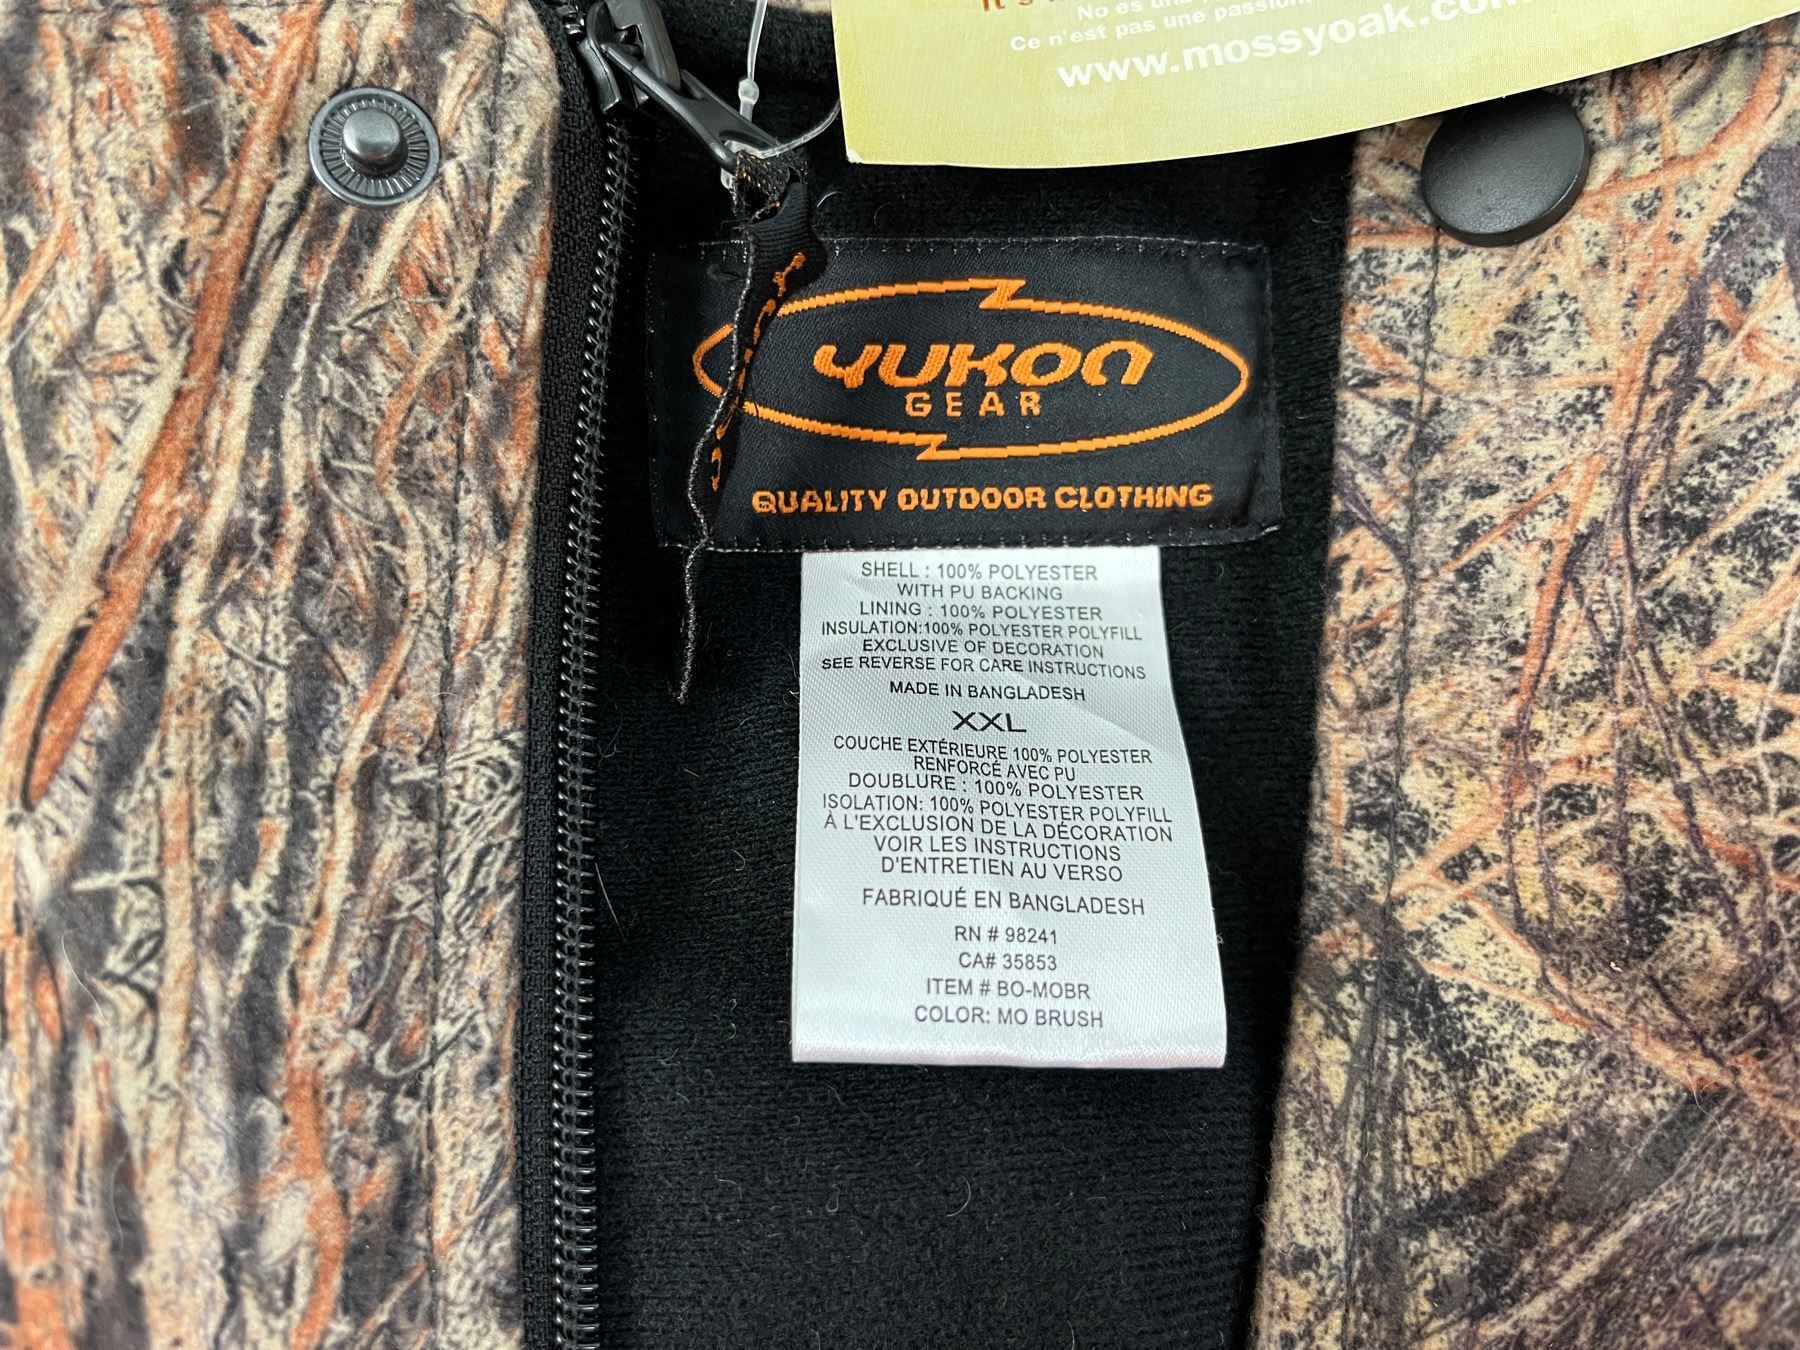 No es una
Ce n'est pas une passion.
www.mossyoak.com
YUKON
GEAR
QUALITY OUTDOOR CLOTHING
SHELL : 100% POLYESTER
WITH PU BACKING
LINING : 100% POLYESTER
INSULATION:100% POLYESTER POLYFILL
EXCLUSIVE OF DECORATION
SEE REVERSE FOR CARE INSTRUCTIONS
MADE IN BANGLADESH
XXL
COUCHE EXTÉRIEURE 100% POLYESTER
RENFORCÉ AVEC PU
DOUBLURE : 100% POLYESTER
ISOLATION: 100% POLYESTER POLYFILL
À L'EXCLUSION DE LA DÉCORATION
VOIR LES INSTRUCTIONS
D'ENTRETIEN AU VERSO
FABRIQUÉ EN BANGLADESH
RN # 98241
CA# 35853
ITEM # BO-MOBR
COLOR: MO BRUSH